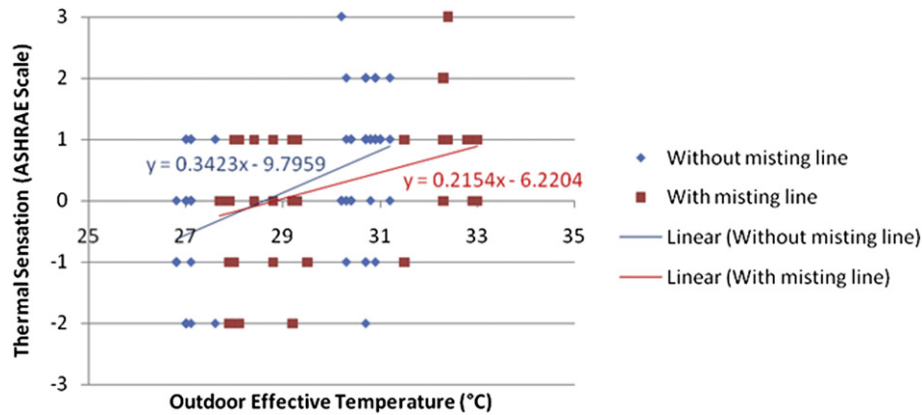 3
2
1
0
-1
-2
-3
Thermal Sensation (ASHRAE Scale)
y = 0.3423x - 9.7959
y = 0.2154x - 6.2204
25 27 29 31 33 35
Outdoor Effective Temperature (°C)
Without misting line
With misting line
Linear (Without misting line)
Linear (With misting line)